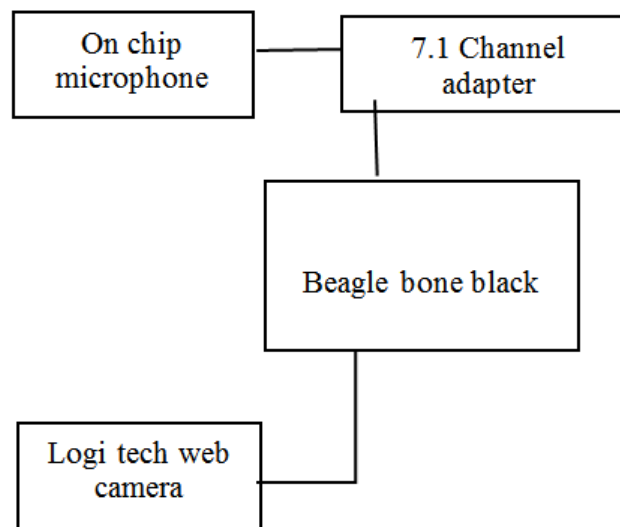 On chip
microphone
7.1 Channel
adapter
Beagle bone black
Logi tech web
camera